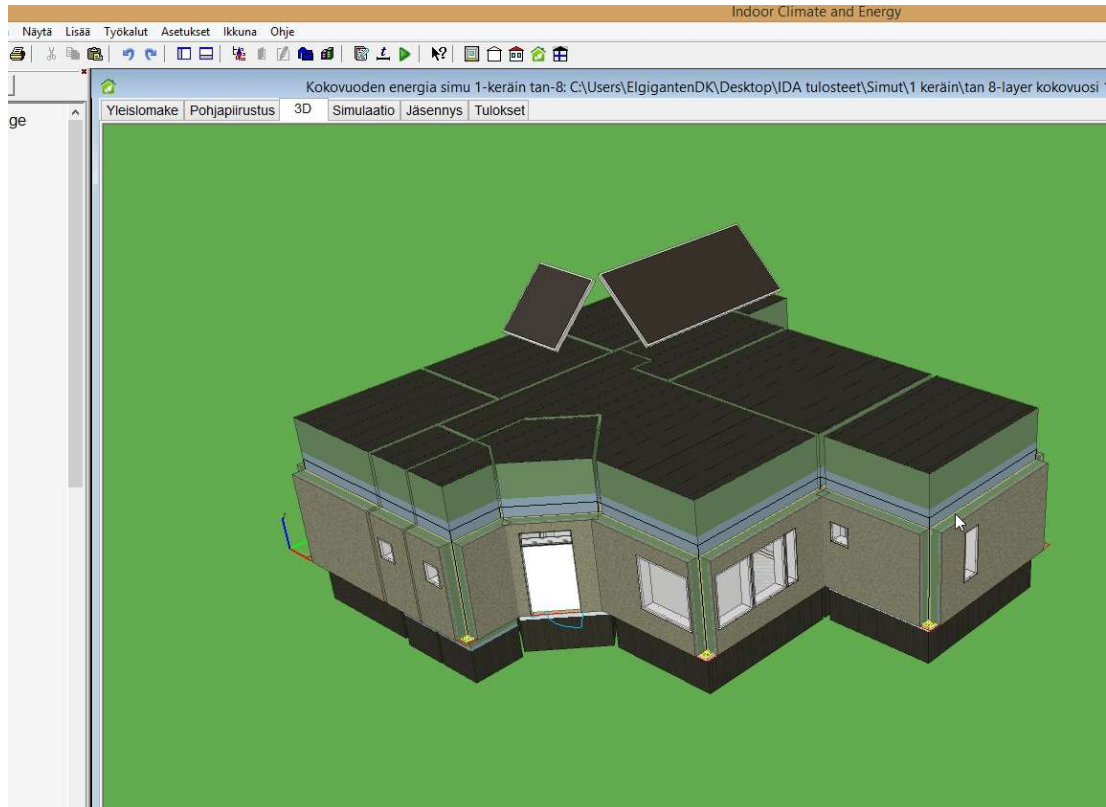 Indoor Climate and Energy
Näytä Lisää Työkalut Asetukset Ikkuna Ohje
Kokovuoden energia simu 1-keräin tan-8: C:\Users\ElgigantenDK\Desktop\IDA tulosteet\Simut\1 keräin\tan 8-layer kokovuosi
ge
Yleislomake Pohjapiirustus 3D Simulaatio Jäsennys Tulokset